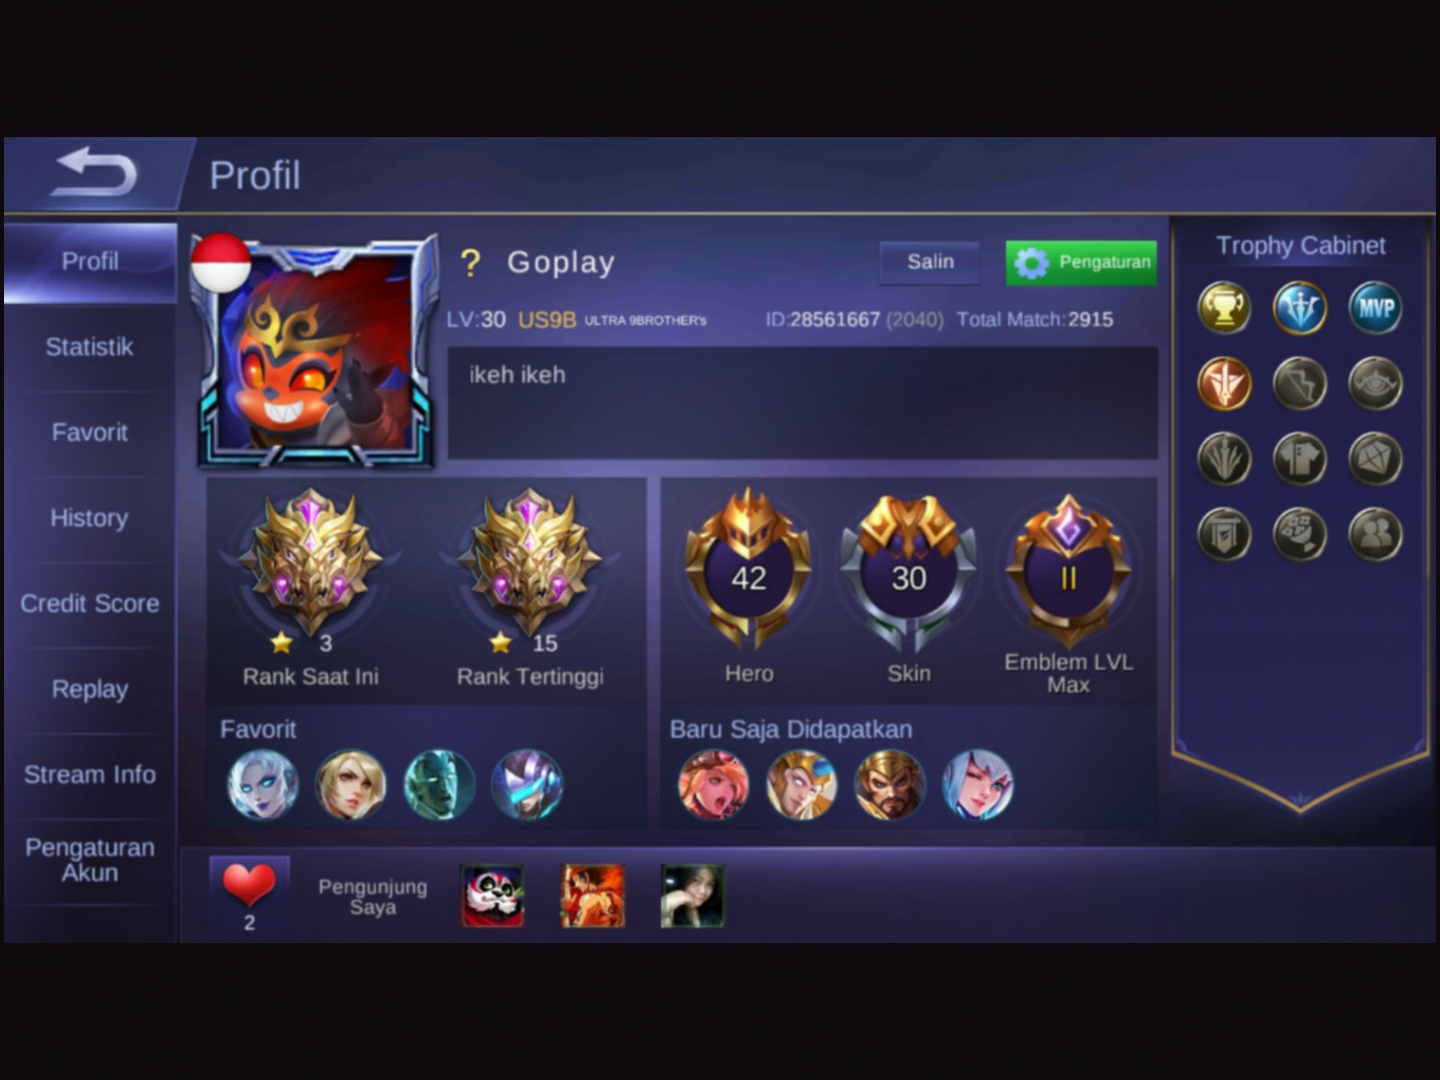 Profil
Profil
Statistik
Favorit
History
Credit Score
Replay
Stream Info
Pengaturan
Akun
? Goplay
Salin
Pengaturan
LV:30 US9B ULTRA 9BROTHER's ID:28561667 (2040) Total Match:2915
ikeh ikeh
3
Rank Saat Ini
15
Rank Tertinggi
42
Hero
30
Skin
II
Emblem LVL
Max
Favorit
Baru Saja Didapatkan
2
Pengunjung
Saya
Trophy Cabinet
MVP